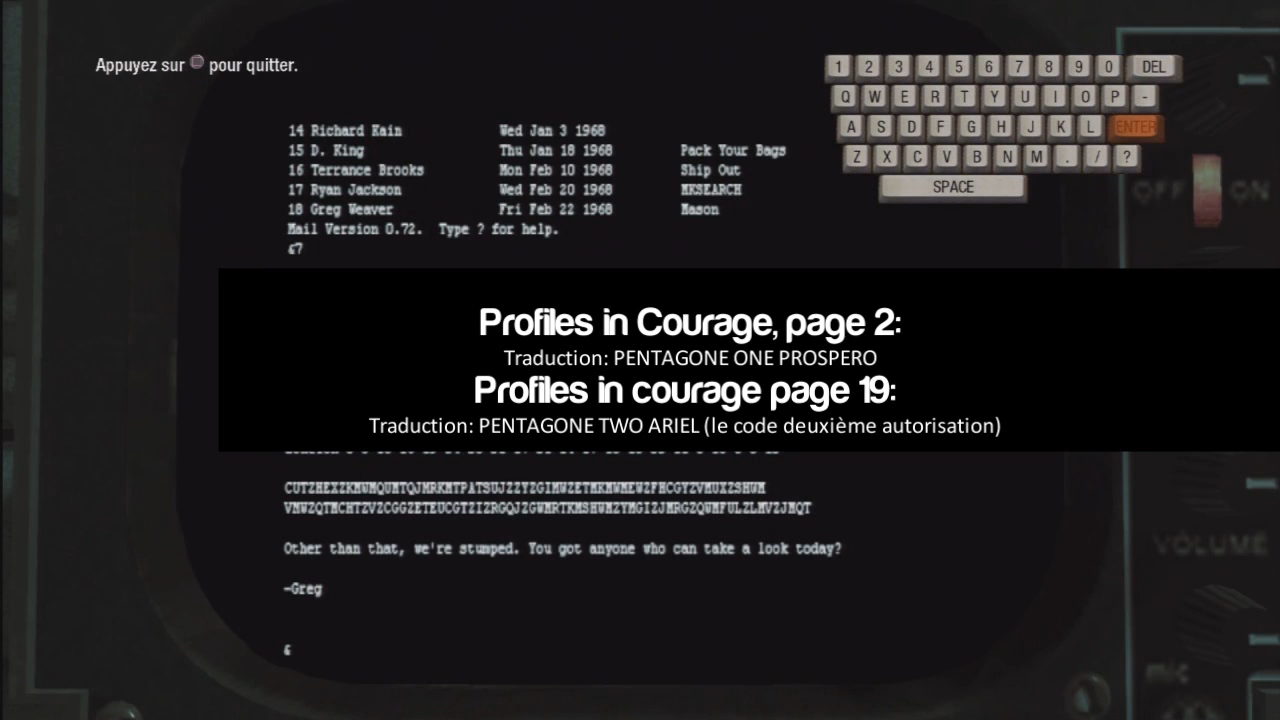 Appuyez sur pour quitter.
1 2 3 4 5 6 7 8 9 0 DEL
Q W E R T Y U I O P -
A S D F G H J K L ENTER
Z X C V B N M . / ?
SPACE
OFF ON
14 Richard Kain Wed Jan 3 1968
15 D. King Thu Jan 18 1968 Pack Your Bags
16 Terrance Brooks Mon Feb 10 1968 Ship Out
17 Ryan Jackson Wed Feb 20 1968 MKSEARCH
18 Greg Weaver Fri Feb 22 1968 Mason
Mail Version 0.72. Type ? for help.
&7
Profiles in Courage, page 2:
Traduction: PENTAGONE ONE PROSPERO
Profiles in courage page 19:
Traduction: PENTAGONE TWO ARIEL (le code deuxième autorisation)
Other than that, we're stumped. You got anyone who can take a look today?
-Greg
&
VOLUME
mic